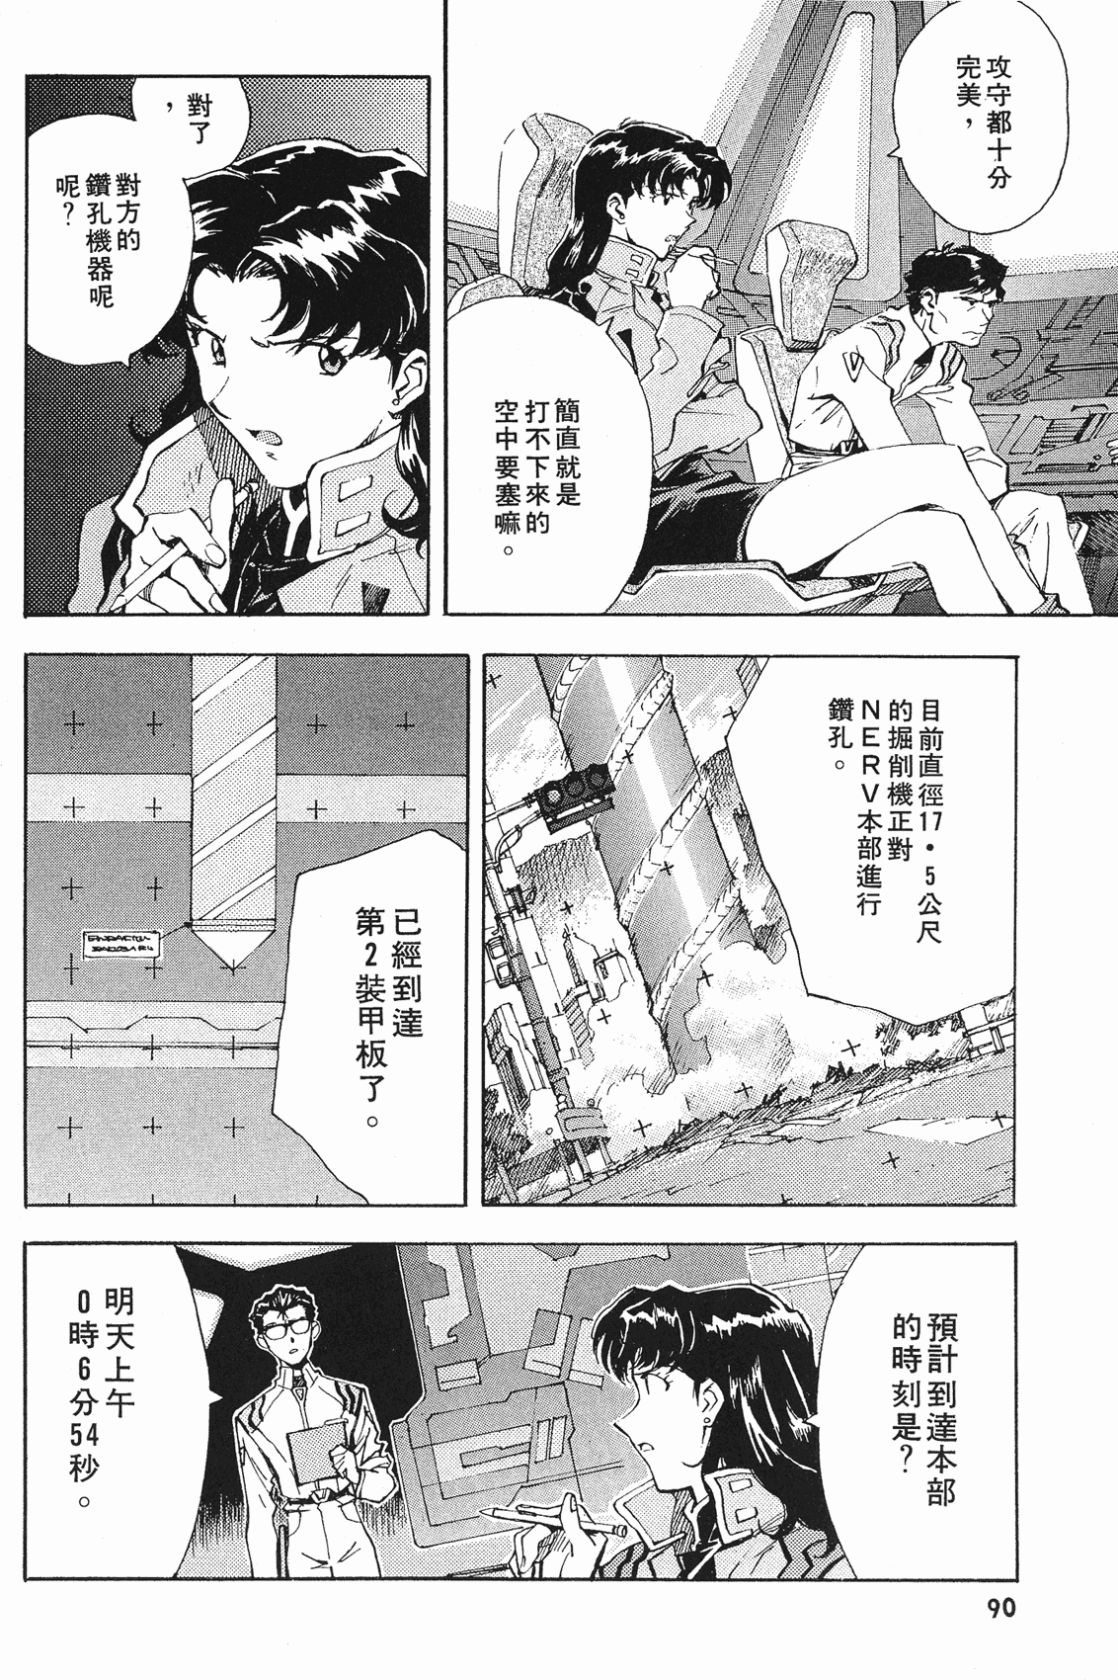 攻守都十分
完美，
簡直就是
打不下來的
空中要塞嘛。
對了
，
對方的
鑽孔機器呢
呢？
目前直徑17・5公尺
的掘削機正對
NERV本部進行
鑽孔。
已經到達
第2裝甲板了。
預計到達本部
的時刻是？
明天上午
0時6分54秒。
90